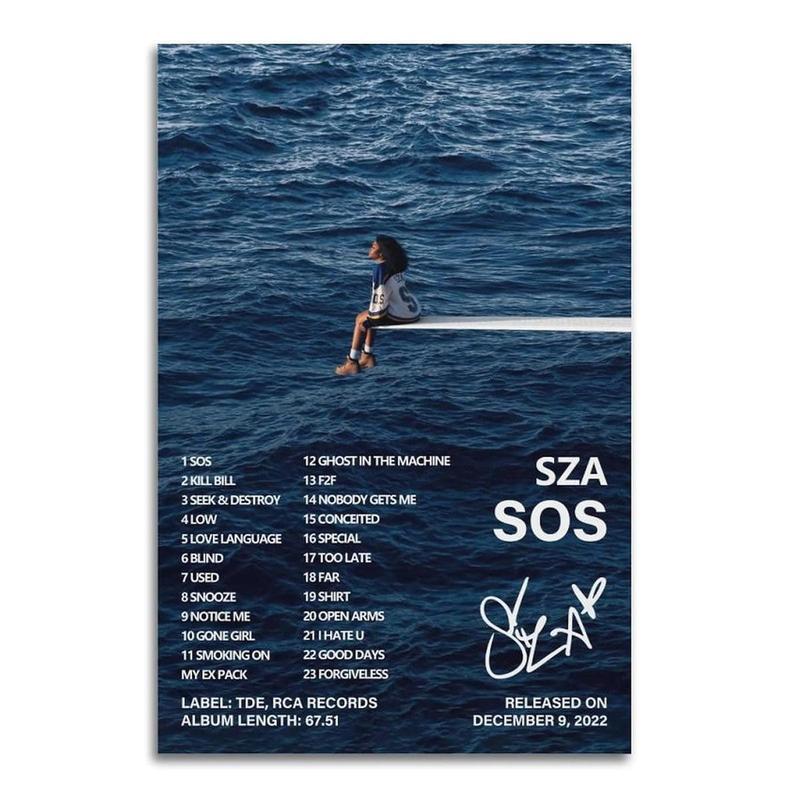 S
O.S.
1 SOS
2 KILL BILL
3 SEEK & DESTROY
4 LOW
5 LOVE LANGUAGE
6 BLIND
7 USED
8 SNOOZE
9 NOTICE ME
10 GONE GIRL
11 SMOKING ON
MY EX PACK
12 GHOST IN THE MACHINE
13 F2F
14 NOBODY GETS ME
15 CONCEITED
16 SPECIAL
17 TOO LATE
18 FAR
19 SHIRT
20 OPEN ARMS
21 I HATE U
22 GOOD DAYS
23 FORGIVELESS
SZA
SOS
SZA
LABEL: TDE, RCA RECORDS
ALBUM LENGTH: 67.51
RELEASED ON
DECEMBER 9, 2022